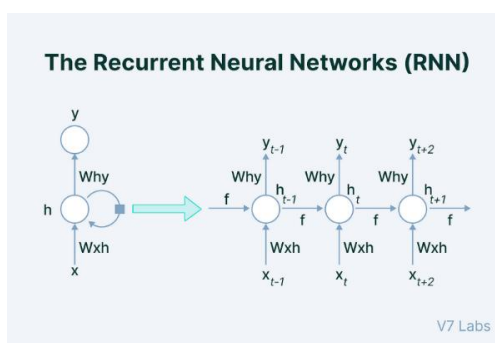 The Recurrent Neural Networks (RNN)
y
Why
h
Wxh
x
y t-1
y t
y t+2
Why
Why
Why
h t-1
h t
h t+1
f
f
f
f
Wxh
Wxh
Wxh
x t-1
x t
x t+2
V7 Labs